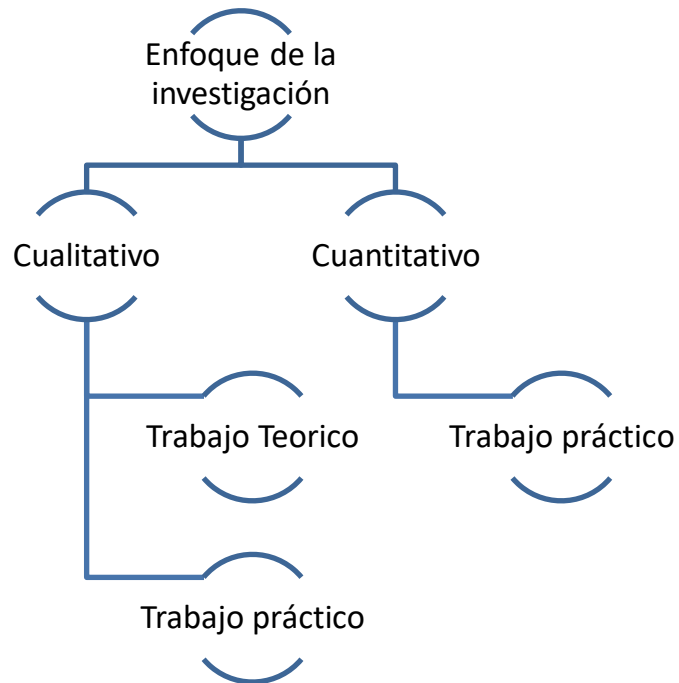 Enfoque de la
investigación
Cualitativo
Cuantitativo
Trabajo Teorico
Trabajo práctico
Trabajo práctico